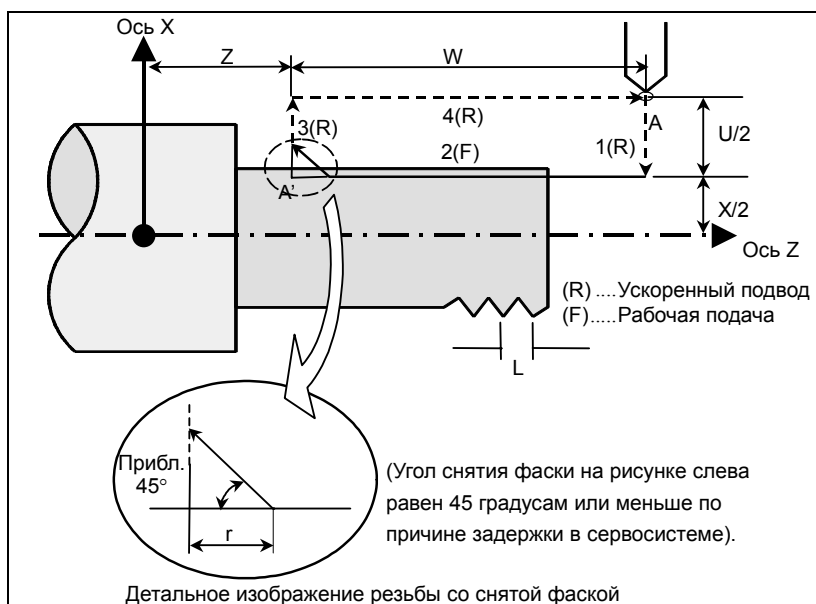 Ось X
Z
W
3(R)
4(R)
A
U/2
1(R)
2(F)
A'
X/2
Ось Z
(R) ....Ускоренный подвод
(F).....Рабочая подача
L
Прибл.
45°
r
(Угол снятия фаски на рисунке слева
равен 45 градусам или меньше по
причине задержки в сервосистеме).
Детальное изображение резьбы со снятой фаской